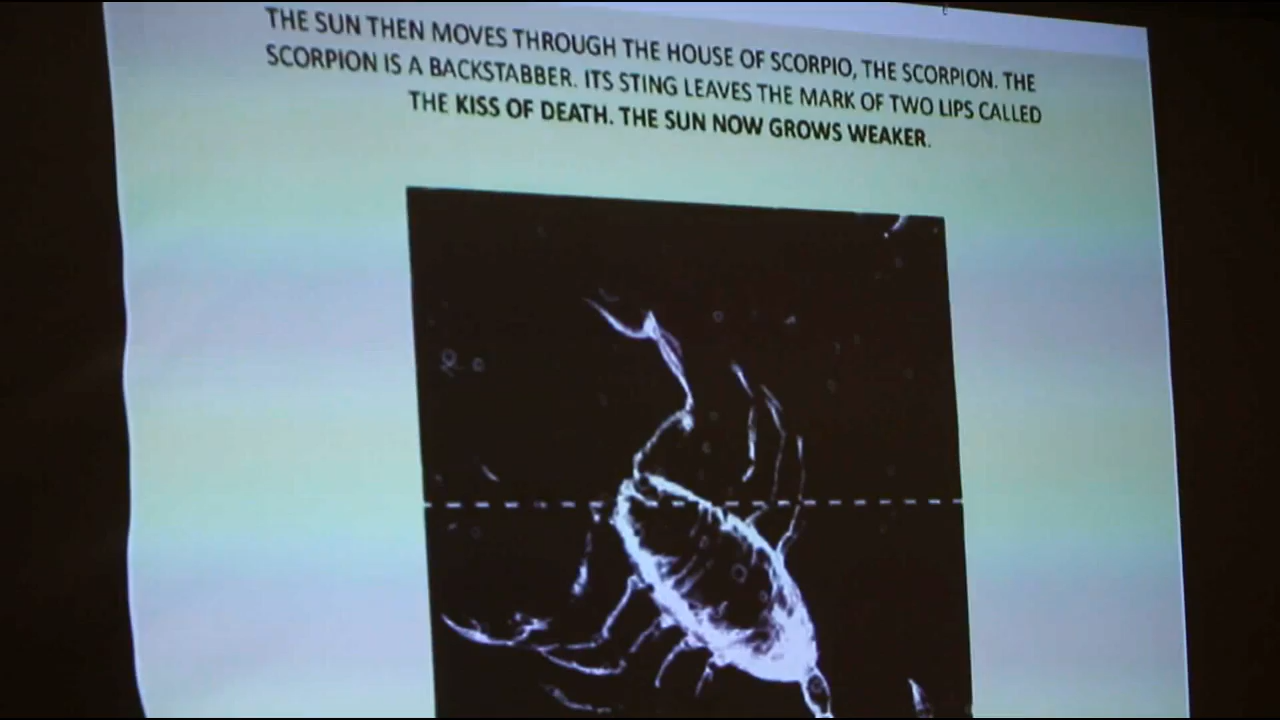 THE SUN THEN MOVES THROUGH THE HOUSE OF SCORPIO, THE SCORPION. THE
SCORPION IS A BACKSTABBER. ITS STING LEAVES THE MARK OF TWO LIPS CALLED
THE KISS OF DEATH. THE SUN NOW GROWS WEAKER.